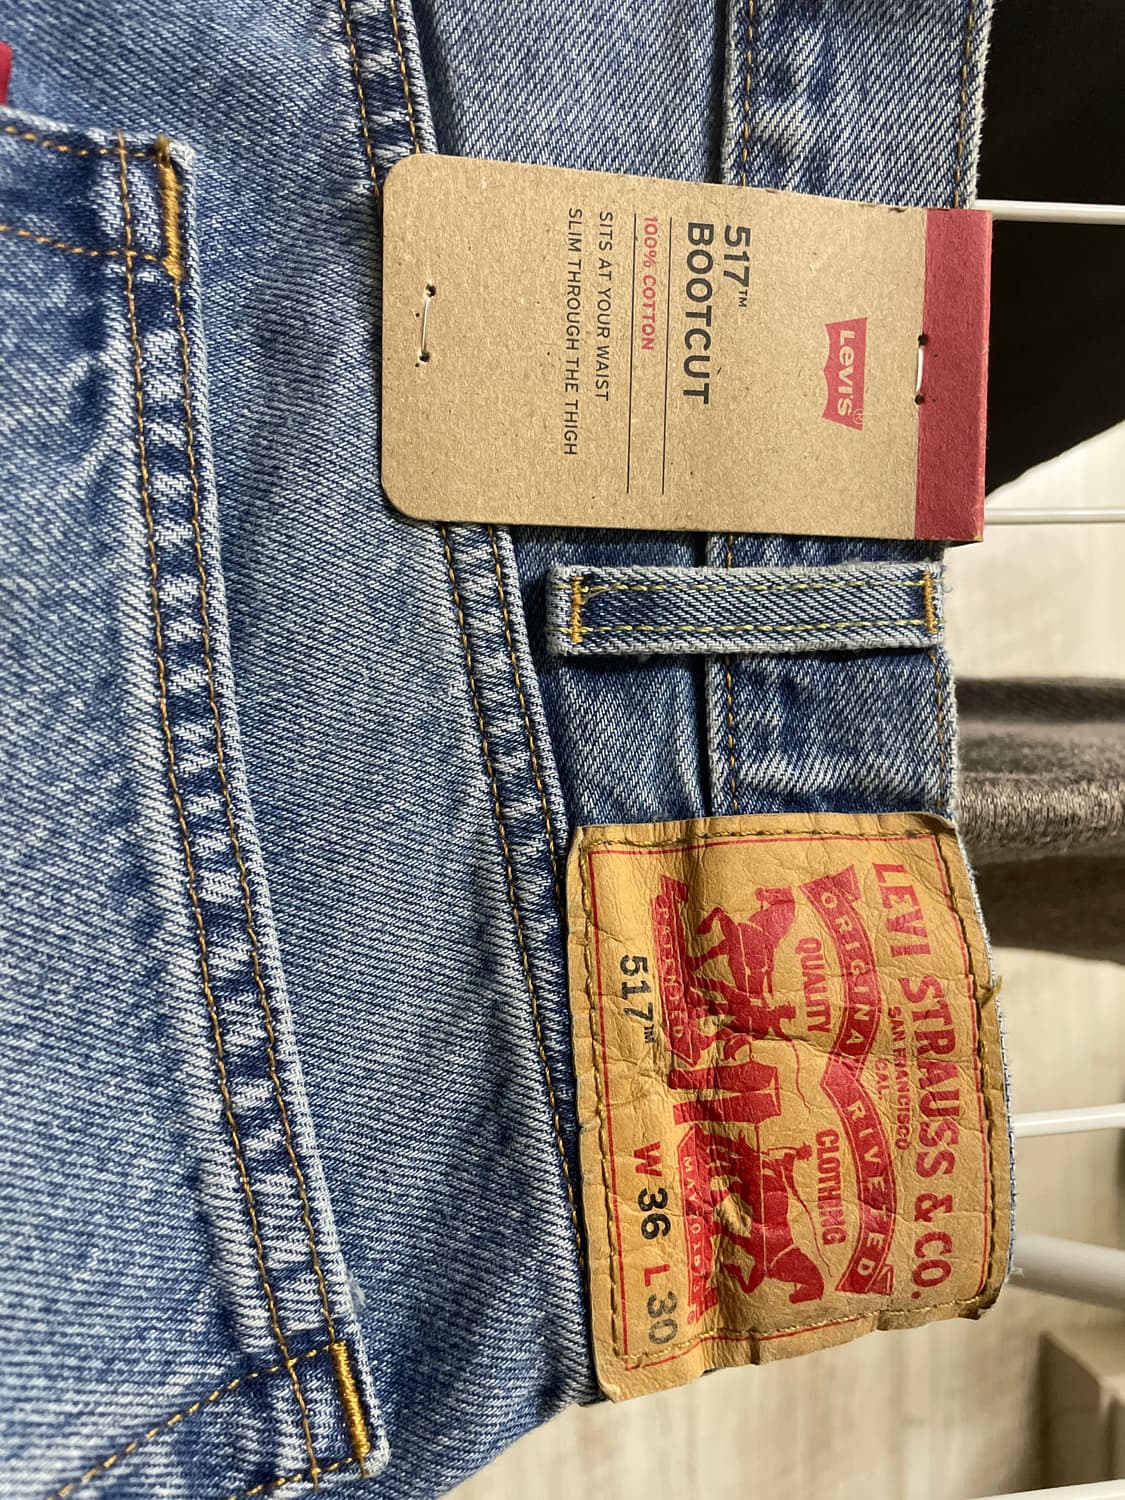 Levi's®
517™
BOOTCUT
100% COTTON
SITS AT YOUR WAIST
SLIM THROUGH THE THIGH
LEVI STRAUSS & CO.
SAN FRANCISCO
CAL.
ORIGINAL RIVETED
QUALITY CLOTHING
517™ W 36 L 30